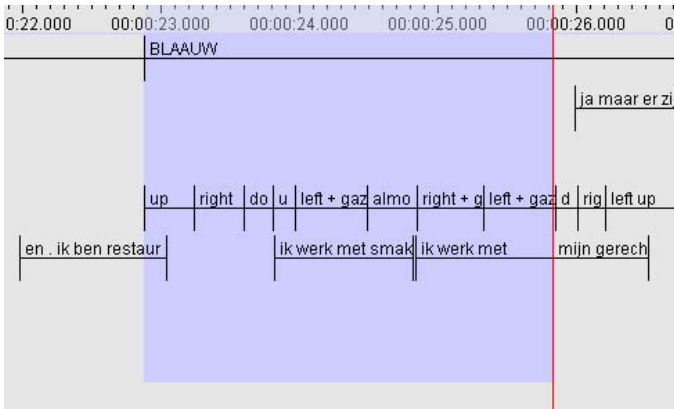 0:22.000 00:00:23.000 00:00:24.000 00:00:25.000 00:00:26.000 0
BLAAUW
ja maar er zij
up right do u left + gaz almo right + g left + gaz d rig left up
en . ik ben restaur ik werk met smak ik werk met mijn gerech